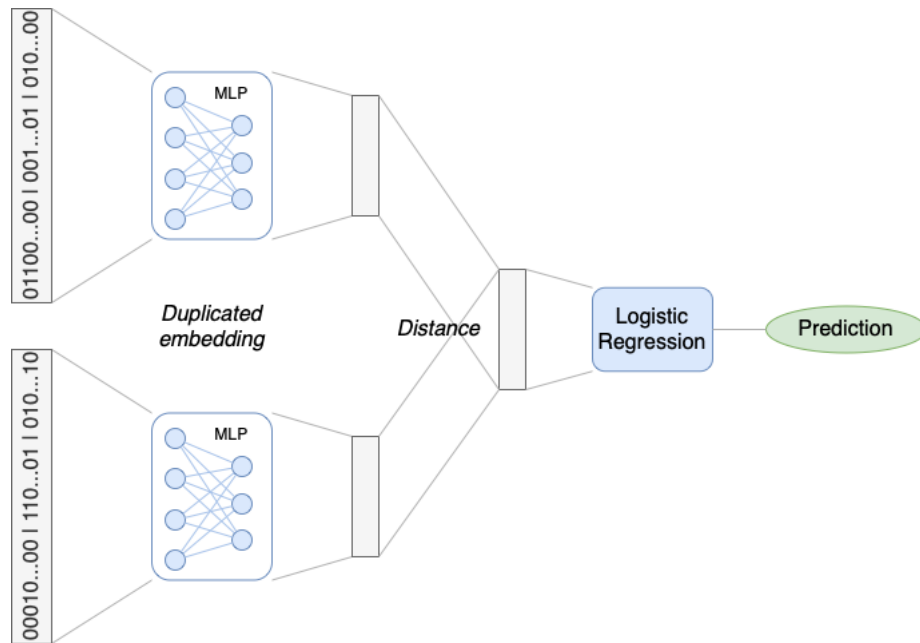 01100...00 | 001...01 | 010...00
MLP
Duplicated
embedding
Distance
Logistic
Regression
Prediction
00010...00 | 110...01 | 010...10
MLP